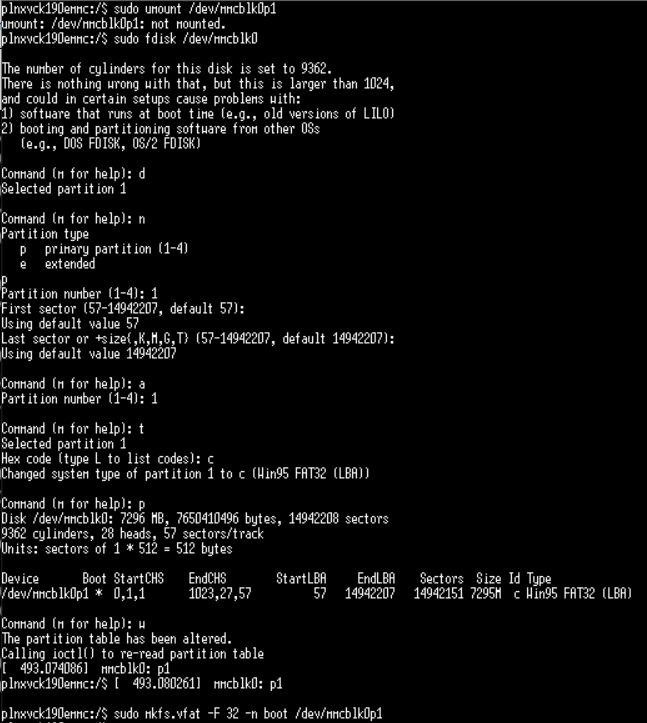 plnxvck190emmc:/$ sudo umount /dev/mmcblk0p1
umount: /dev/mmcblk0p1: not mounted.
plnxvck190emmc:/$ sudo fdisk /dev/mmcblk0
The number of cylinders for this disk is set to 9362.
There is nothing wrong with that, but this is larger than 1024,
and could in certain setups cause problems with:
1) software that runs at boot time (e.g., old versions of LILO)
2) booting and partitioning software from other OSs
   (e.g., DOS FDISK, OS/2 FDISK)
Command (m for help): d
Selected partition 1
Command (m for help): n
Partition type
   p   primary partition (1-4)
   e   extended
p
Partition number (1-4): 1
First sector (57-14942207, default 57):
Using default value 57
Last sector or +size{,K,M,G,T} (57-14942207, default 14942207):
Using default value 14942207
Command (m for help): a
Partition number (1-4): 1
Command (m for help): t
Selected partition 1
Hex code (type L to list codes): c
Changed system type of partition 1 to c (Win95 FAT32 (LBA))
Command (m for help): p
Disk /dev/mmcblk0: 7296 MB, 7650410496 bytes, 14942208 sectors
9362 cylinders, 28 heads, 57 sectors/track
Units: sectors of 1 * 512 = 512 bytes
Device       Boot StartCHS    EndCHS        StartLBA     EndLBA    Sectors  Size Id Type
/dev/mmcblk0p1 *  0,1,1       1023,27,57          57   14942207   14942151 7295M  c Win95 FAT32 (LBA)
Command (m for help): w
The partition table has been altered.
Calling ioctl() to re-read partition table
[  493.074086]  mmcblk0: p1
plnxvck190emmc:/$ [  493.080261]  mmcblk0: p1
plnxvck190emmc:/$ sudo mkfs.vfat -F 32 -n boot /dev/mmcblk0p1